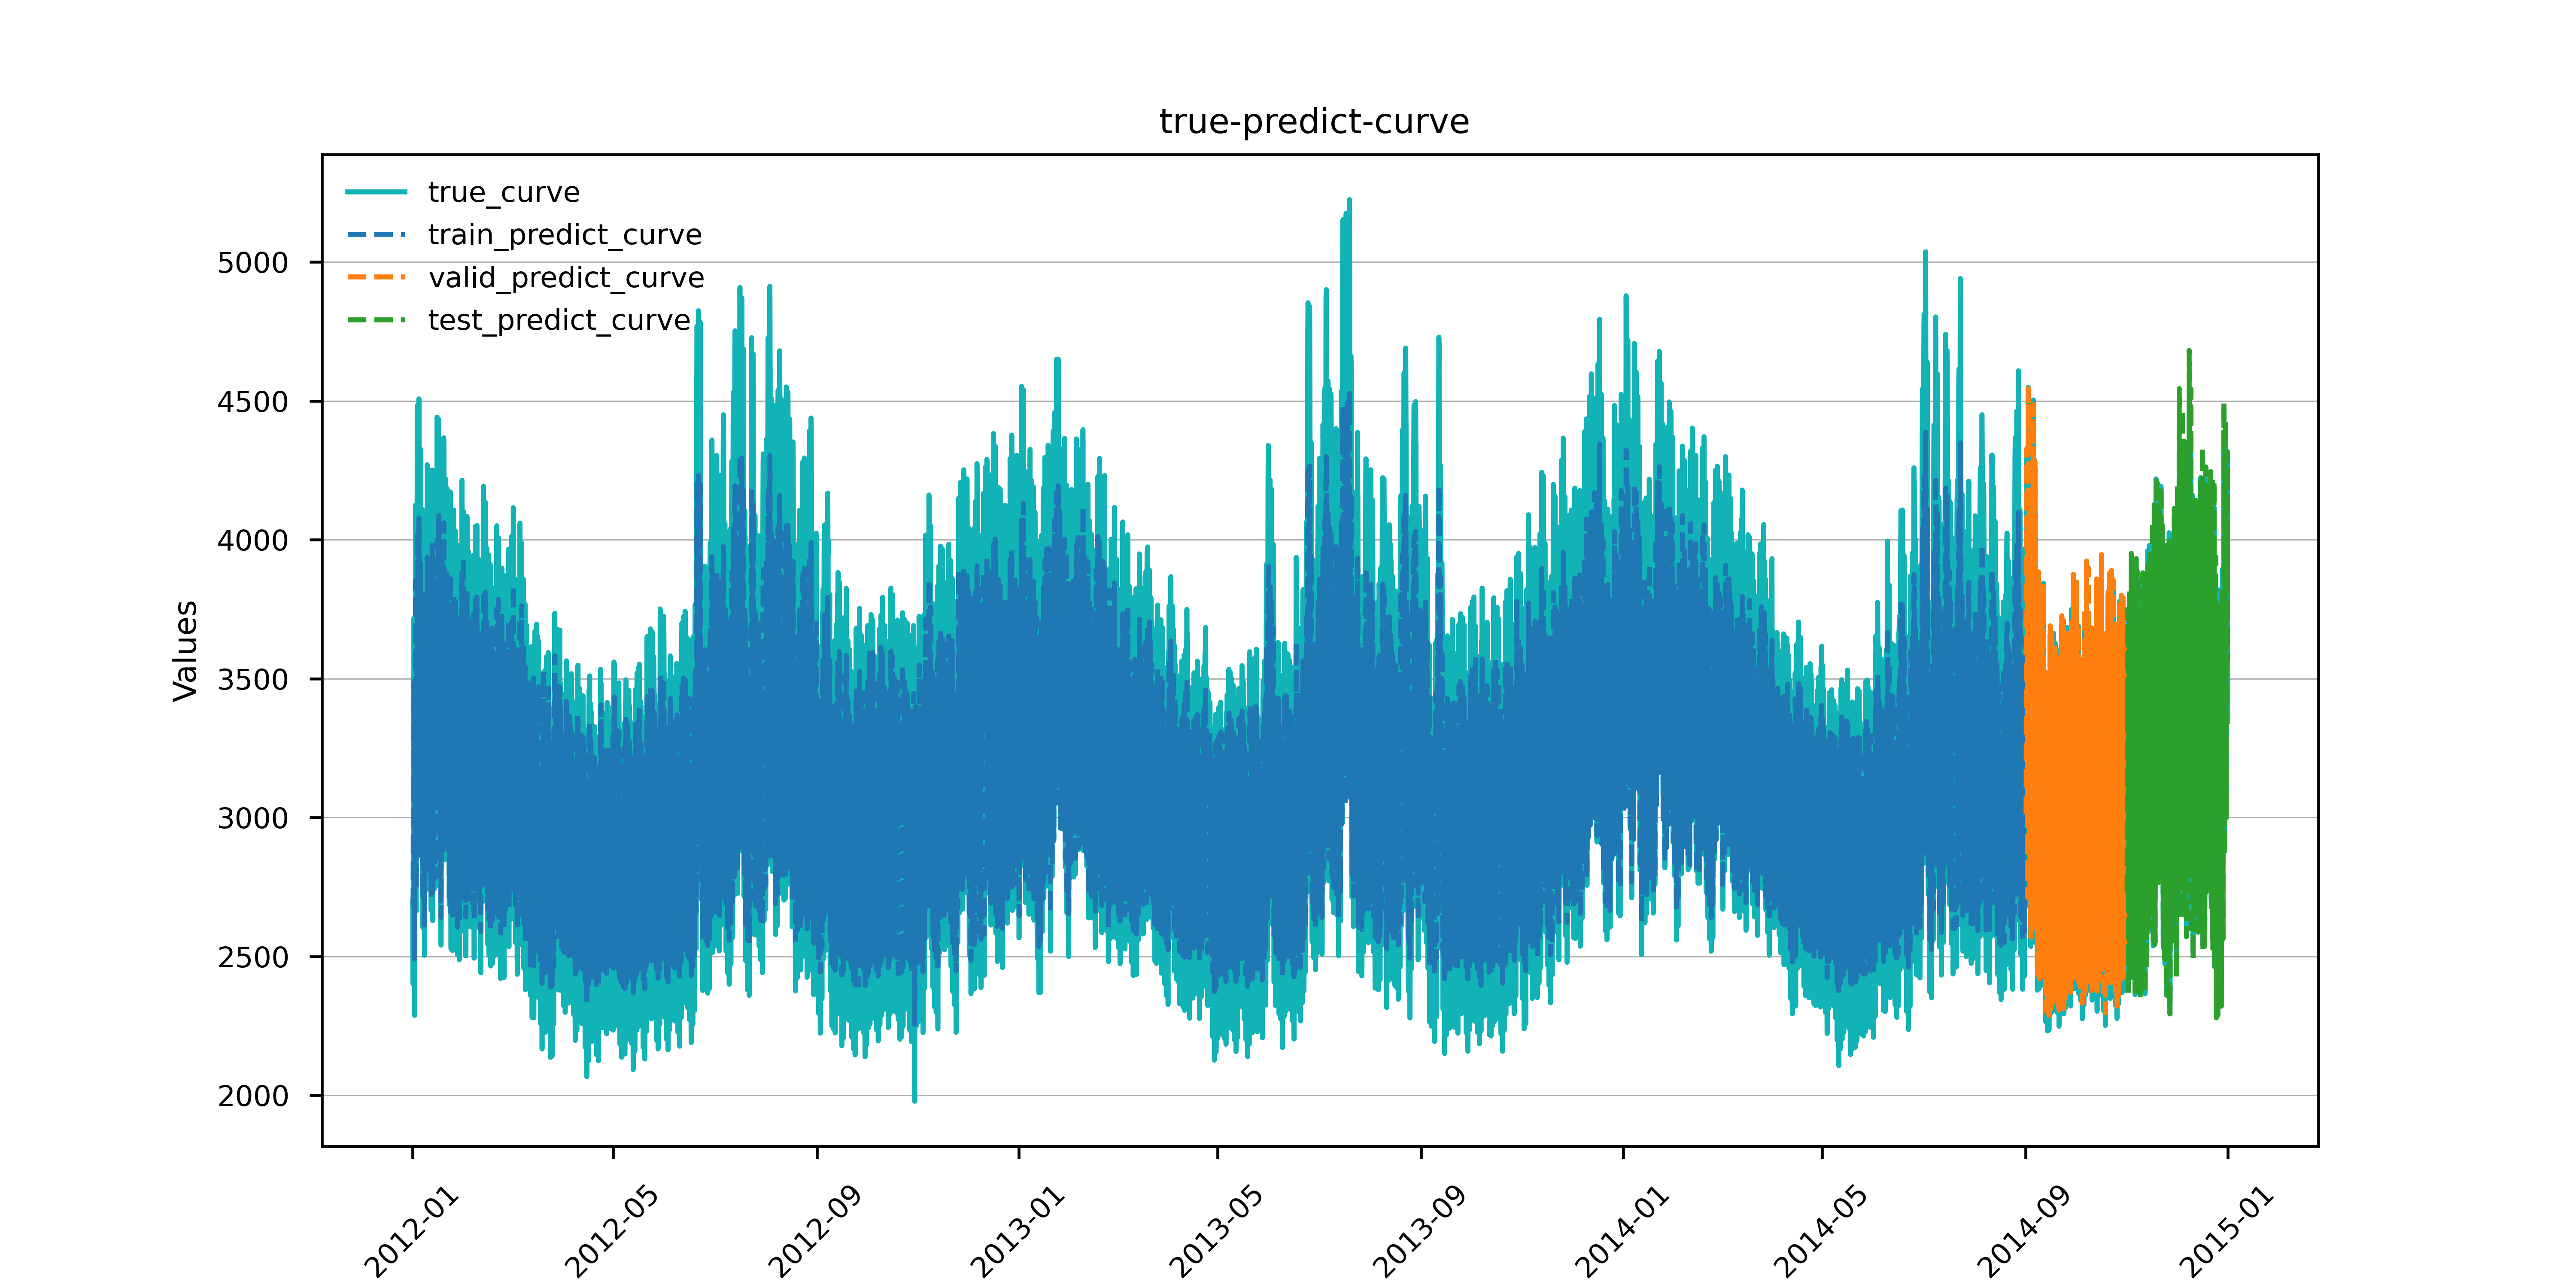 true-predict-curve
true_curve
train_predict_curve
valid_predict_curve
test_predict_curve
Values
5000
4500
4000
3500
3000
2500
2000
2012-01
2012-05
2012-09
2013-01
2013-05
2013-09
2014-01
2014-05
2014-09
2015-01